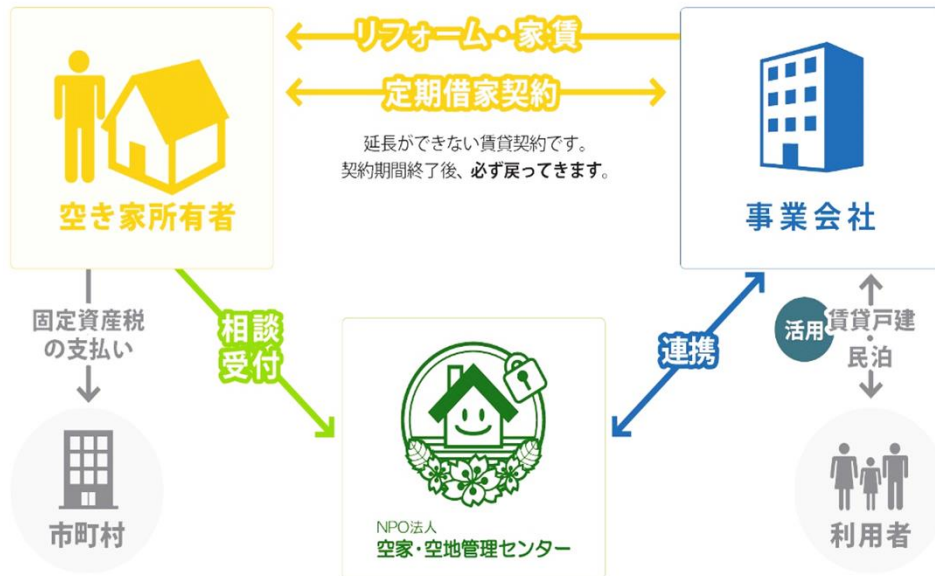 リフォーム・家賃
定期借家契約
延長ができない賃貸契約です。
契約期間終了後、必ず戻ってきます。
空き家所有者
事業会社
固定資産税
の支払い
相談
受付
連携
活用
賃貸戸建
・
民泊
市町村
NPO法人
空家・空地管理センター
利用者